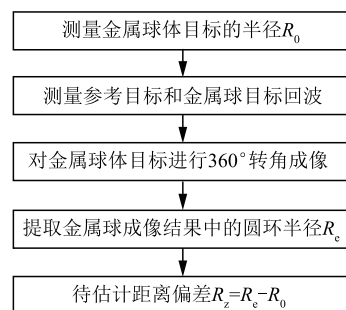 测量金属球体目标的半径R₀
测量参考目标和金属球目标回波
对金属球体目标进行360°转角成像
提取金属球成像结果中的圆环半径Rₑ
待估计距离偏差R_z=Rₑ−R₀